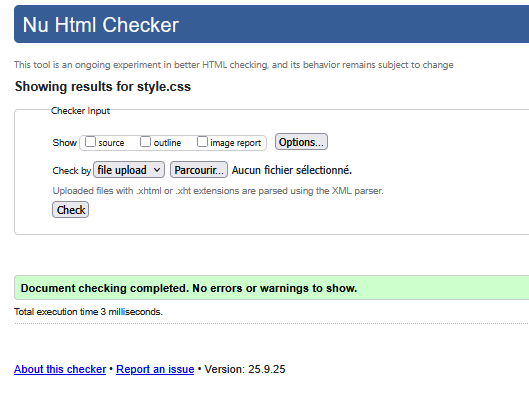 Nu Html Checker
This tool is an ongoing experiment in better HTML checking, and its behavior remains subject to change
Showing results for style.css
Checker Input
Show source outline image report Options...
Check by file upload Parcourir... Aucun fichier sélectionné.
Uploaded files with .xhtml or .xht extensions are parsed using the XML parser.
Check
Document checking completed. No errors or warnings to show.
Total execution time 3 milliseconds.
About this checker • Report an issue • Version: 25.9.25